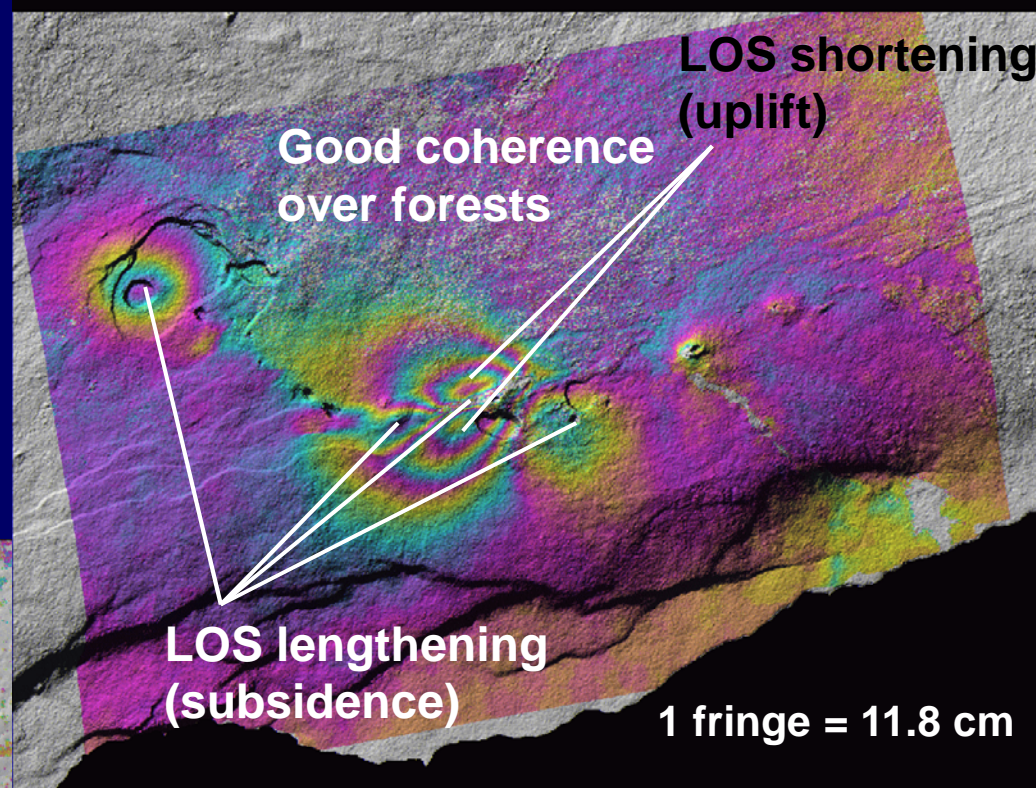 LOS shortening
(uplift)
Good coherence
over forests
LOS lengthening
(subsidence)
1 fringe = 11.8 cm